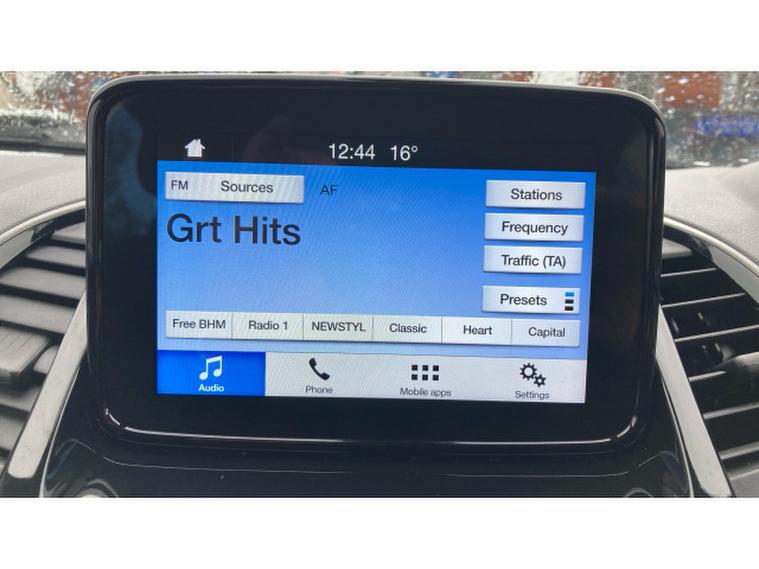 12:44 16°
FM Sources AF Stations
Grt Hits Frequency
Traffic (TA)
Presets
Free BHM Radio 1 NEWSTYL Classic Heart Capital
Audio Phone Mobile apps Settings